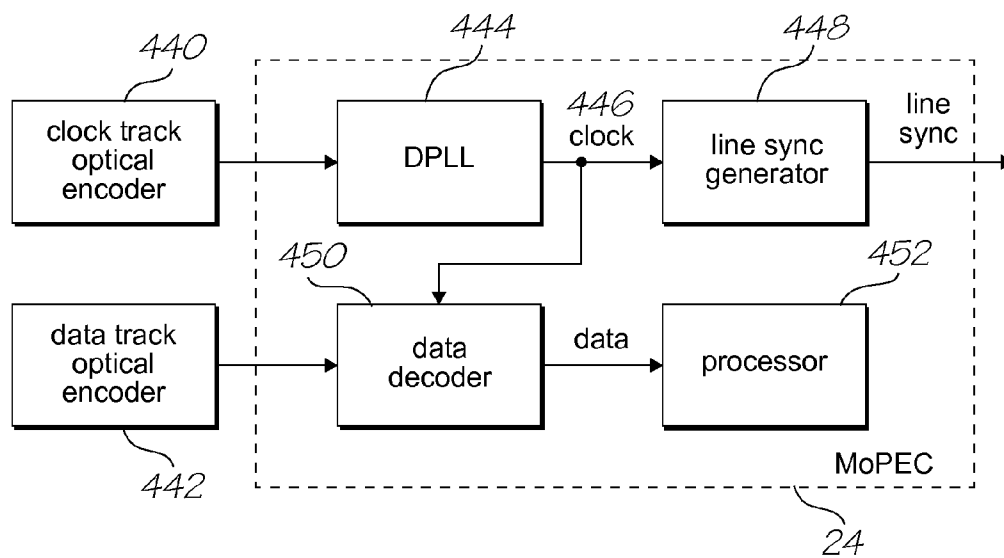 440
444
448
446
clock track
optical
encoder
DPLL
clock
line sync
generator
line
sync
450
452
data track
optical
encoder
data
decoder
data
processor
442
MoPEC
24